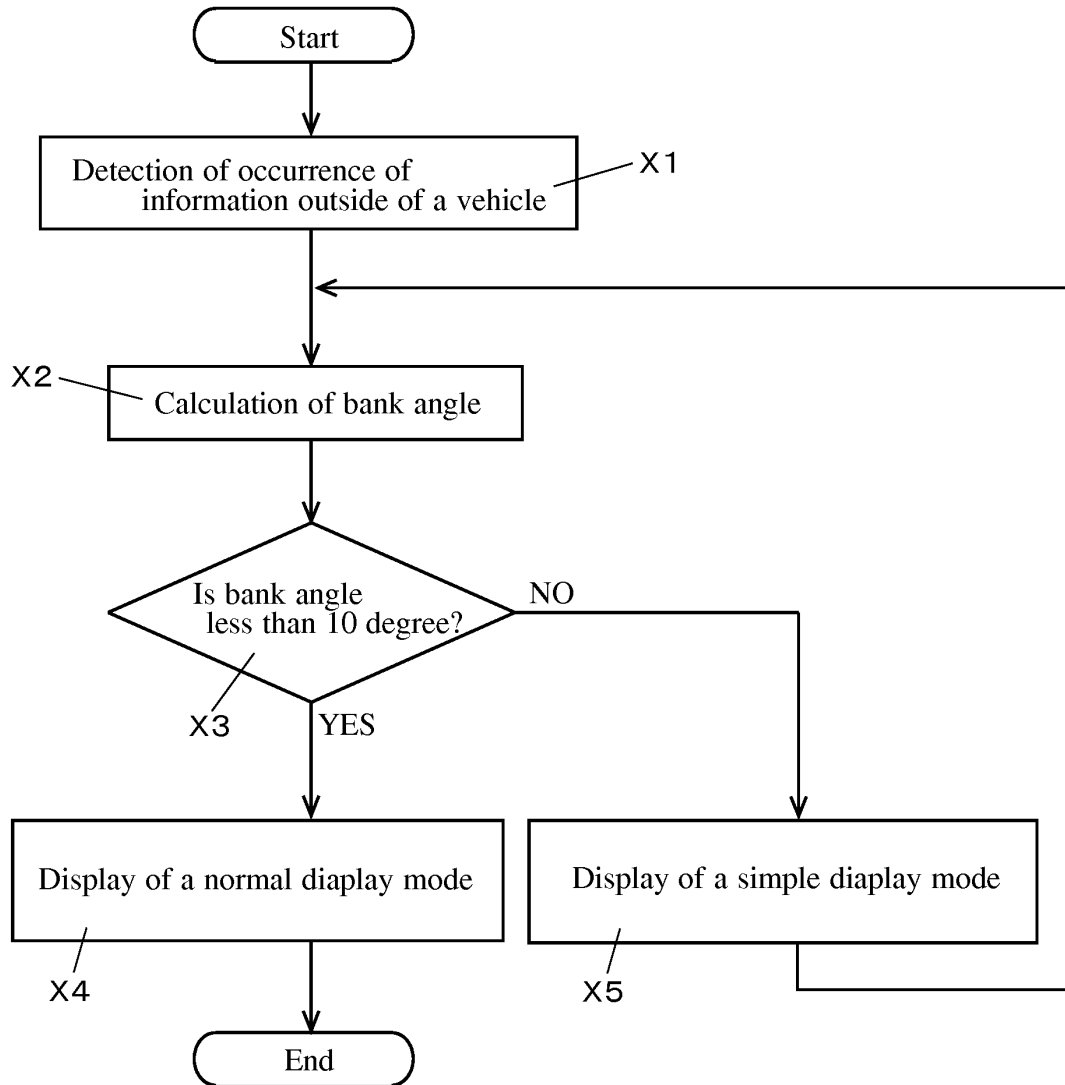 Start
Detection of occurrence of
information outside of a vehicle
X1
X2
Calculation of bank angle
Is bank angle
less than 10 degree?
NO
X3
YES
Display of a normal diaplay mode
Display of a simple diaplay mode
X4
X5
End